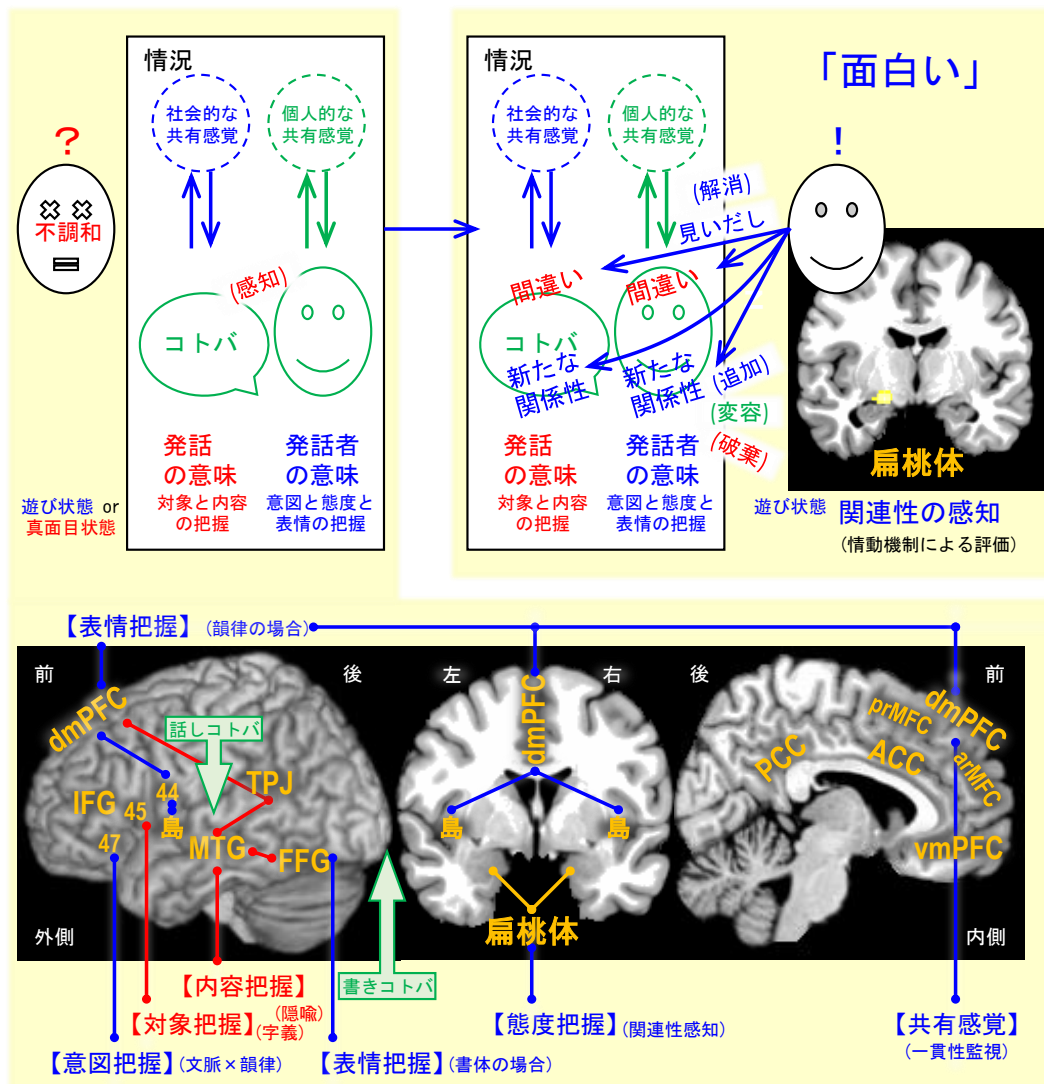 情況
社会的な
共有感覚
個人的な
共有感覚
?
不調和
(感知)
コトバ
発話
の意味
対象と内容
の把握
発話者
の意味
意図と態度と
表情の把握
遊び状態 or
真面目状態
情況
社会的な
共有感覚
個人的な
共有感覚
「面白い」
!
(解消)
見いだし
間違い
間違い
コトバ
新たな
関係性
新たな
関係性
(追加)
(変容)
(破棄)
発話
の意味
対象と内容
の把握
発話者
の意味
意図と態度と
表情の把握
扁桃体
遊び状態
関連性の感知
(情動機制による評価)
【表情把握】(韻律の場合)
前
後
dmPFC
話しコトバ
TPJ
IFG
44
45
島
47
MTG
FFG
外側
左
右
dmPFC
島
島
扁桃体
後
前
prMFC
dmPFC
PCC
ACC
arMFC
vmPFC
内側
書きコトバ
【内容把握】
(隠喩)
【対象把握】(字義)
【意図把握】(文脈×韻律)
【表情把握】(書体の場合)
【態度把握】(関連性感知)
【共有感覚】
(一貫性監視)